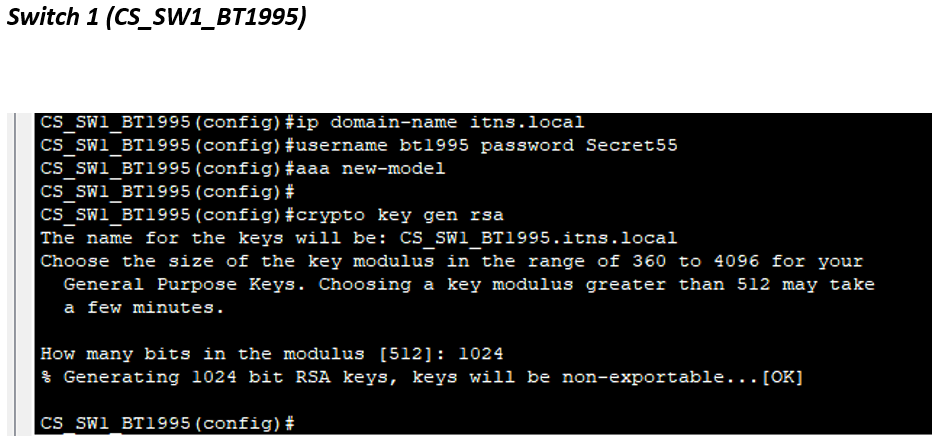 Switch 1 (CS_SW1_BT1995)
CS_SW1_BT1995(config)#ip domain-name itns.local
CS_SW1_BT1995(config)#username bt1995 password Secret55
CS_SW1_BT1995(config)#aaa new-model
CS_SW1_BT1995(config)#
CS_SW1_BT1995(config)#crypto key gen rsa
The name for the keys will be: CS_SW1_BT1995.itns.local
Choose the size of the key modulus in the range of 360 to 4096 for your
  General Purpose Keys. Choosing a key modulus greater than 512 may take
  a few minutes.
How many bits in the modulus [512]: 1024
% Generating 1024 bit RSA keys, keys will be non-exportable...[OK]
CS_SW1_BT1995(config)#